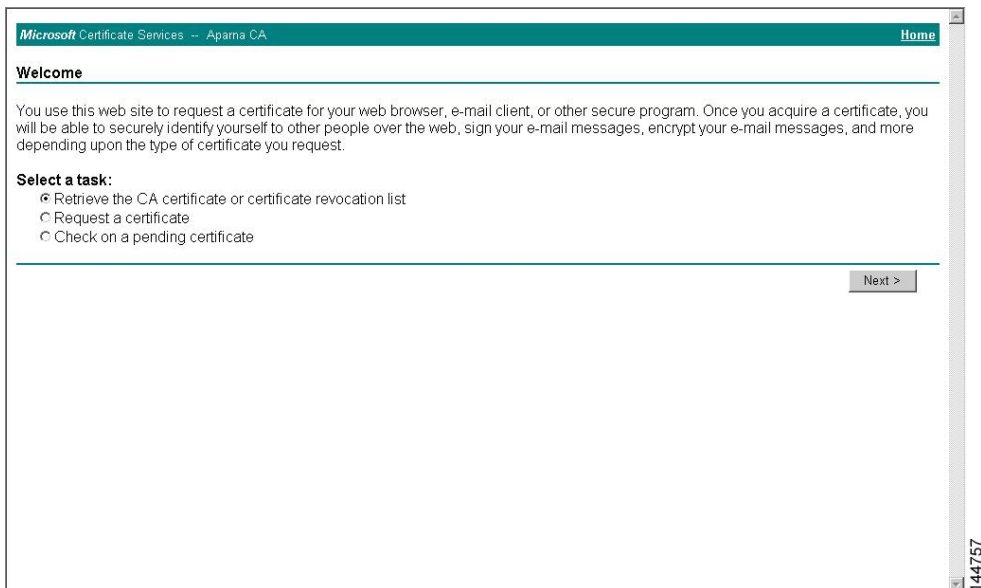 Microsoft Certificate Services -- Aparna CA Home
Welcome
You use this web site to request a certificate for your web browser, e-mail client, or other secure program. Once you acquire a certificate, you
will be able to securely identify yourself to other people over the web, sign your e-mail messages, encrypt your e-mail messages, and more
depending upon the type of certificate you request.
Select a task:
Retrieve the CA certificate or certificate revocation list
Request a certificate
Check on a pending certificate
Next >
144757